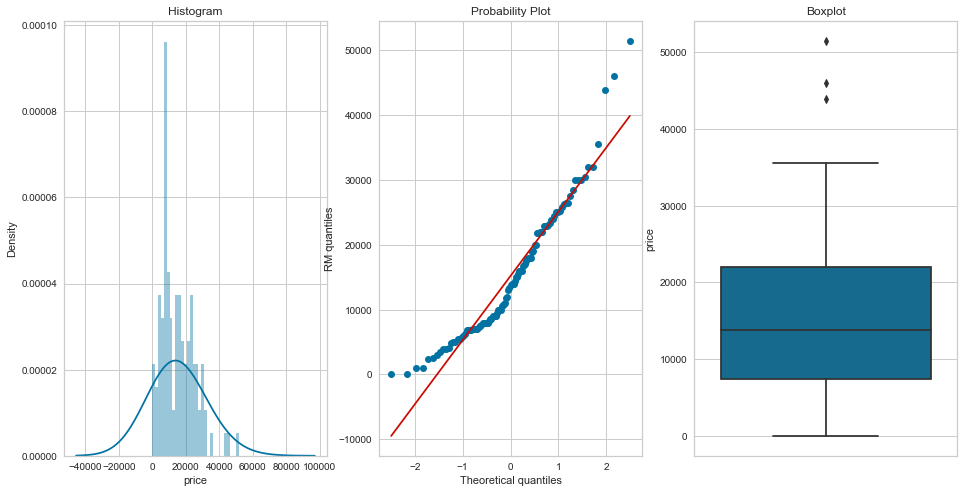 Histogram
0.00010
0.00008
0.00006
0.00004
0.00002
0.00000
Density
−40000 −20000 0 20000 40000 60000 80000 100000
price
Probability Plot
50000
40000
30000
20000
10000
0
−10000
RM quantiles
−2 −1 0 1 2
Theoretical quantiles
Boxplot
50000
40000
30000
20000
10000
0
price